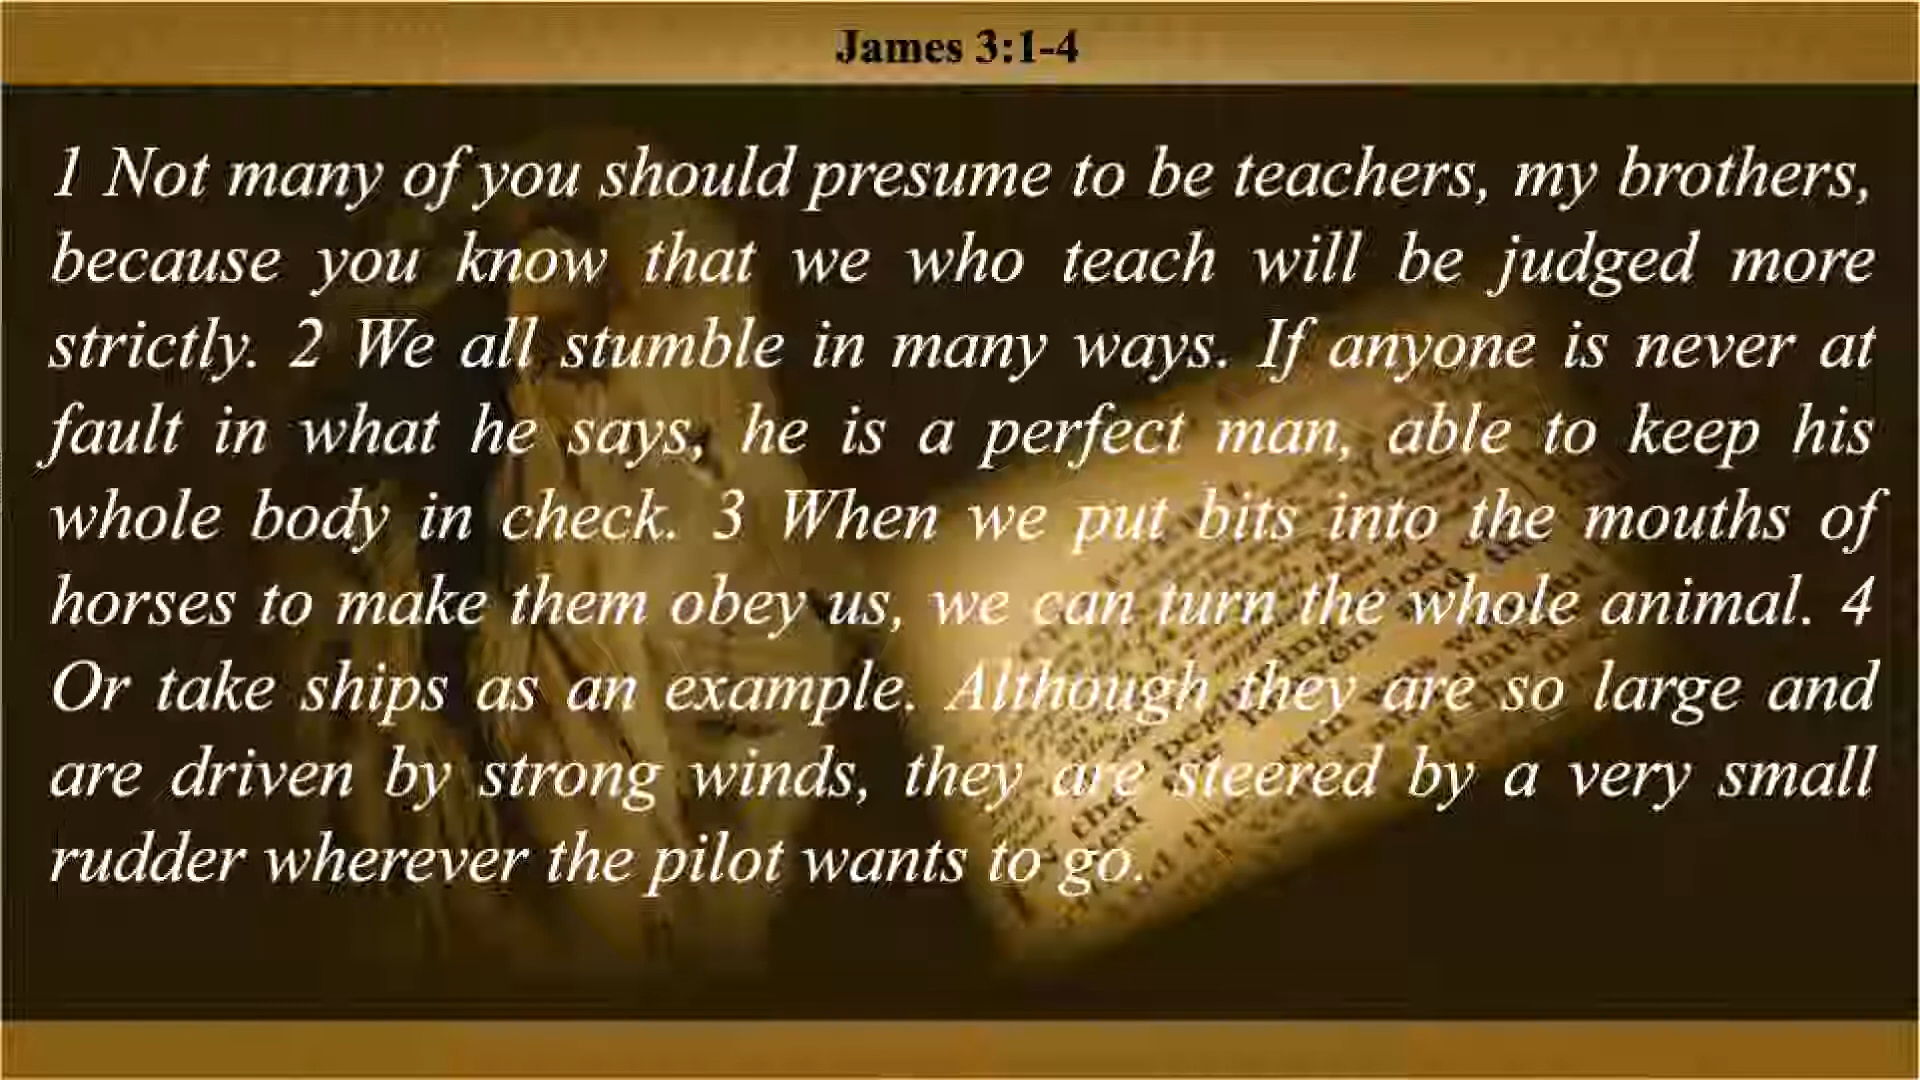 James 3:1-4
1 Not many of you should presume to be teachers, my brothers,
because you know that we who teach will be judged more
strictly. 2 We all stumble in many ways. If anyone is never at
fault in what he says, he is a perfect man, able to keep his
whole body in check. 3 When we put bits into the mouths of
horses to make them obey us, we can turn the whole animal. 4
Or take ships as an example. Although they are so large and
are driven by strong winds, they are steered by a very small
rudder wherever the pilot wants to go.